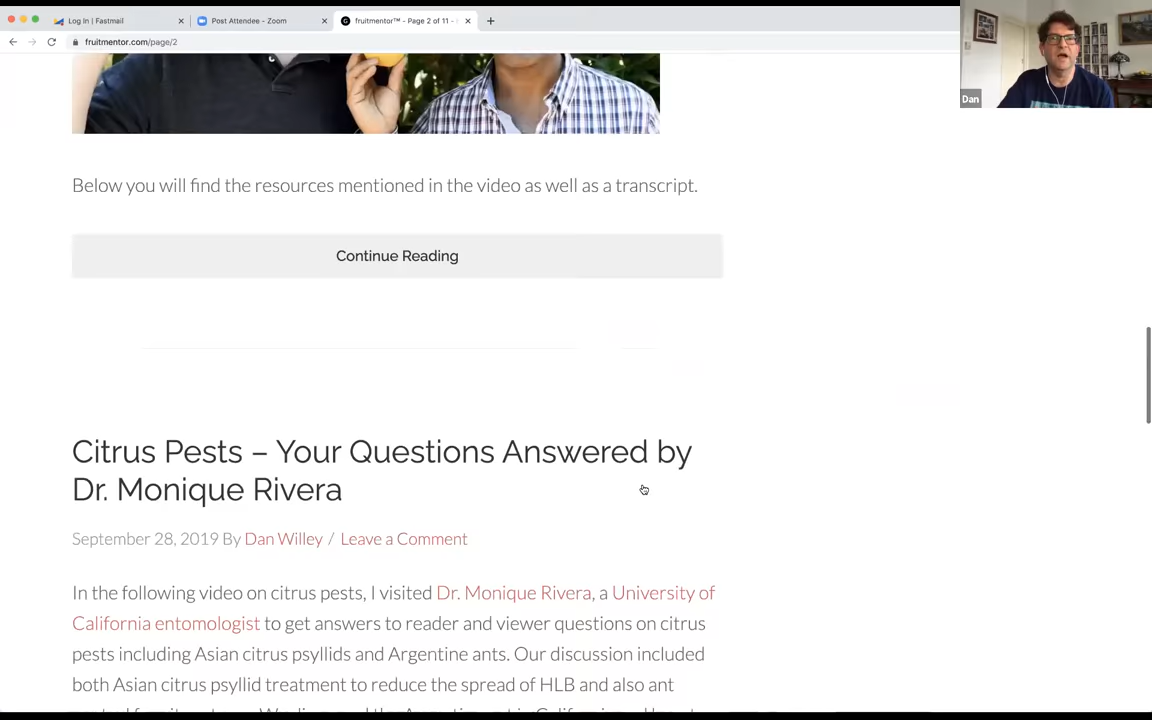 Log In | Fastmail
Post Attendee - Zoom
fruitmentor™ - Page 2 of 11 -
fruitmentor.com/page/2
Dan
Below you will find the resources mentioned in the video as well as a transcript.
Continue Reading
Citrus Pests – Your Questions Answered by
Dr. Monique Rivera
September 28, 2019 By Dan Willey / Leave a Comment
In the following video on citrus pests, I visited Dr. Monique Rivera, a University of
California entomologist to get answers to reader and viewer questions on citrus
pests including Asian citrus psyllids and Argentine ants. Our discussion included
both Asian citrus psyllid treatment to reduce the spread of HLB and also ant